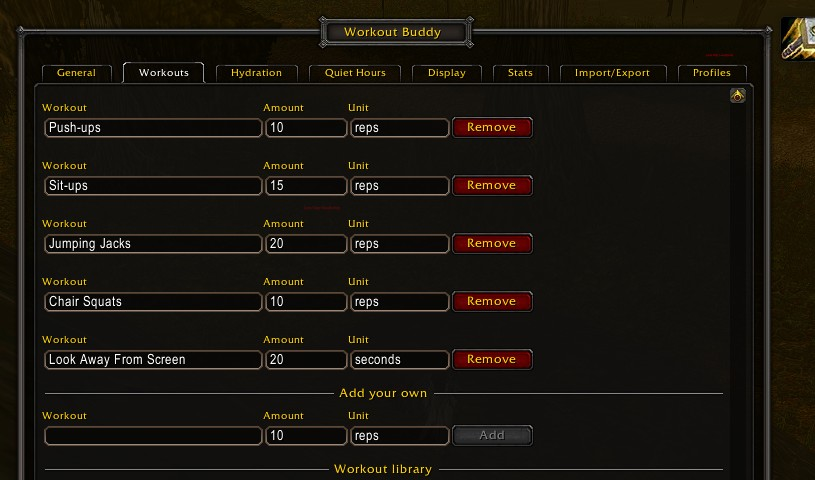 Workout Buddy
General Workouts Hydration Quiet Hours Display Stats Import/Export Profiles
Workout Amount Unit
Push-ups 10 reps Remove
Workout Amount Unit
Sit-ups 15 reps Remove
Workout Amount Unit
Jumping Jacks 20 reps Remove
Workout Amount Unit
Chair Squats 10 reps Remove
Workout Amount Unit
Look Away From Screen 20 seconds Remove
Add your own
Workout Amount Unit
10 reps Add
Workout library